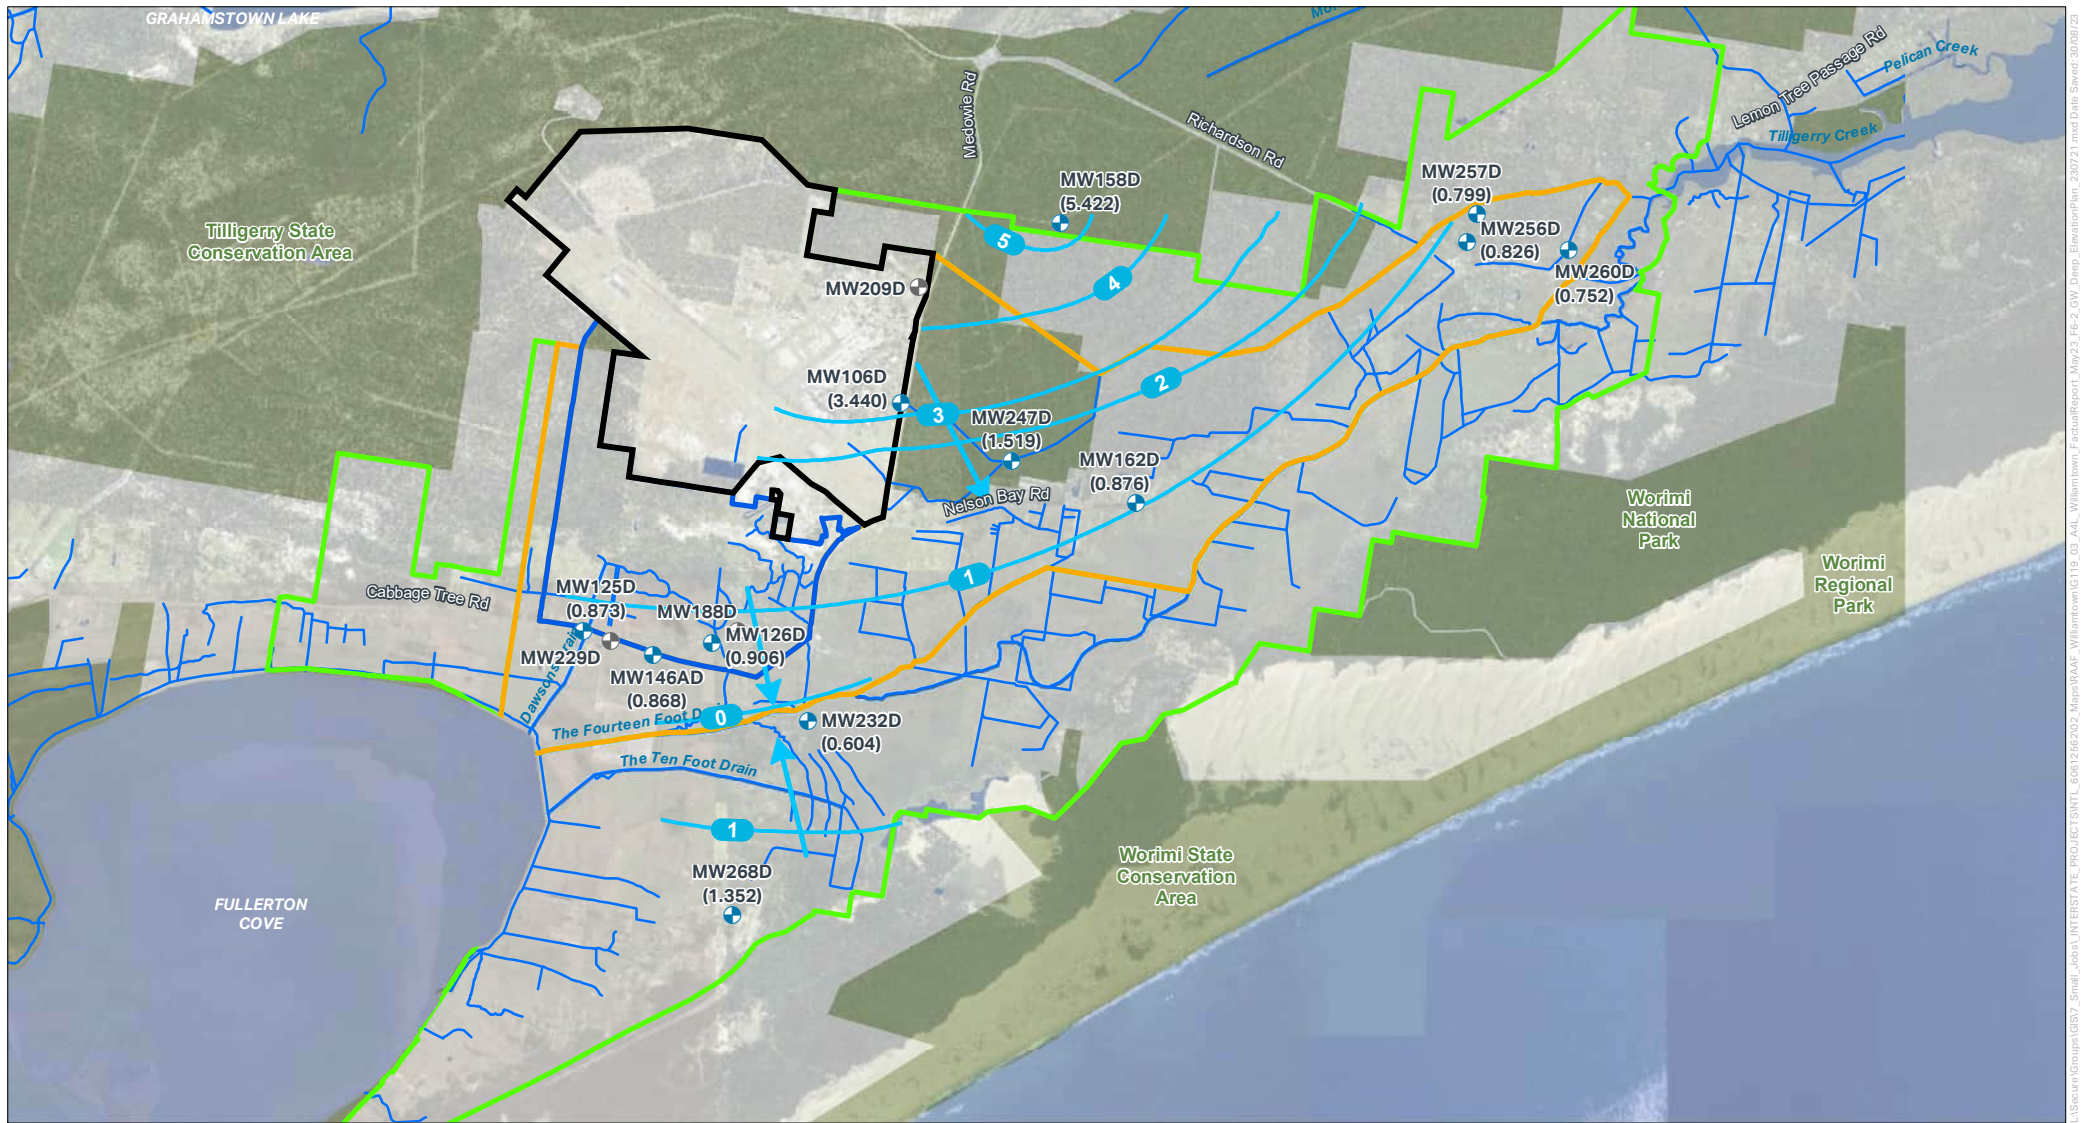 GRAHAMSTOWN LAKE
Medowie Rd
Richardson Rd
Lemon Tree Passage Rd
Pelican Creek
Tilligerry Creek
Tilligerry State
Conservation Area
MW158D
(5.422)
MW257D
(0.799)
MW256D
(0.826)
MW260D
(0.752)
5
4
MW209D
MW106D
(3.440)
3
2
MW247D
(1.519)
MW162D
(0.876)
Nelson Bay Rd
Worimi
National
Park
Worimi
Regional
Park
Cabbage Tree Rd
1
MW125D
(0.873)
MW188D
MW126D
(0.906)
MW229D
MW146AD
(0.868)
Dawsons Drain
The Fourteen Foot Drain
0
MW232D
(0.604)
The Ten Foot Drain
1
MW268D
(1.352)
Worimi State
Conservation
Area
FULLERTON
COVE